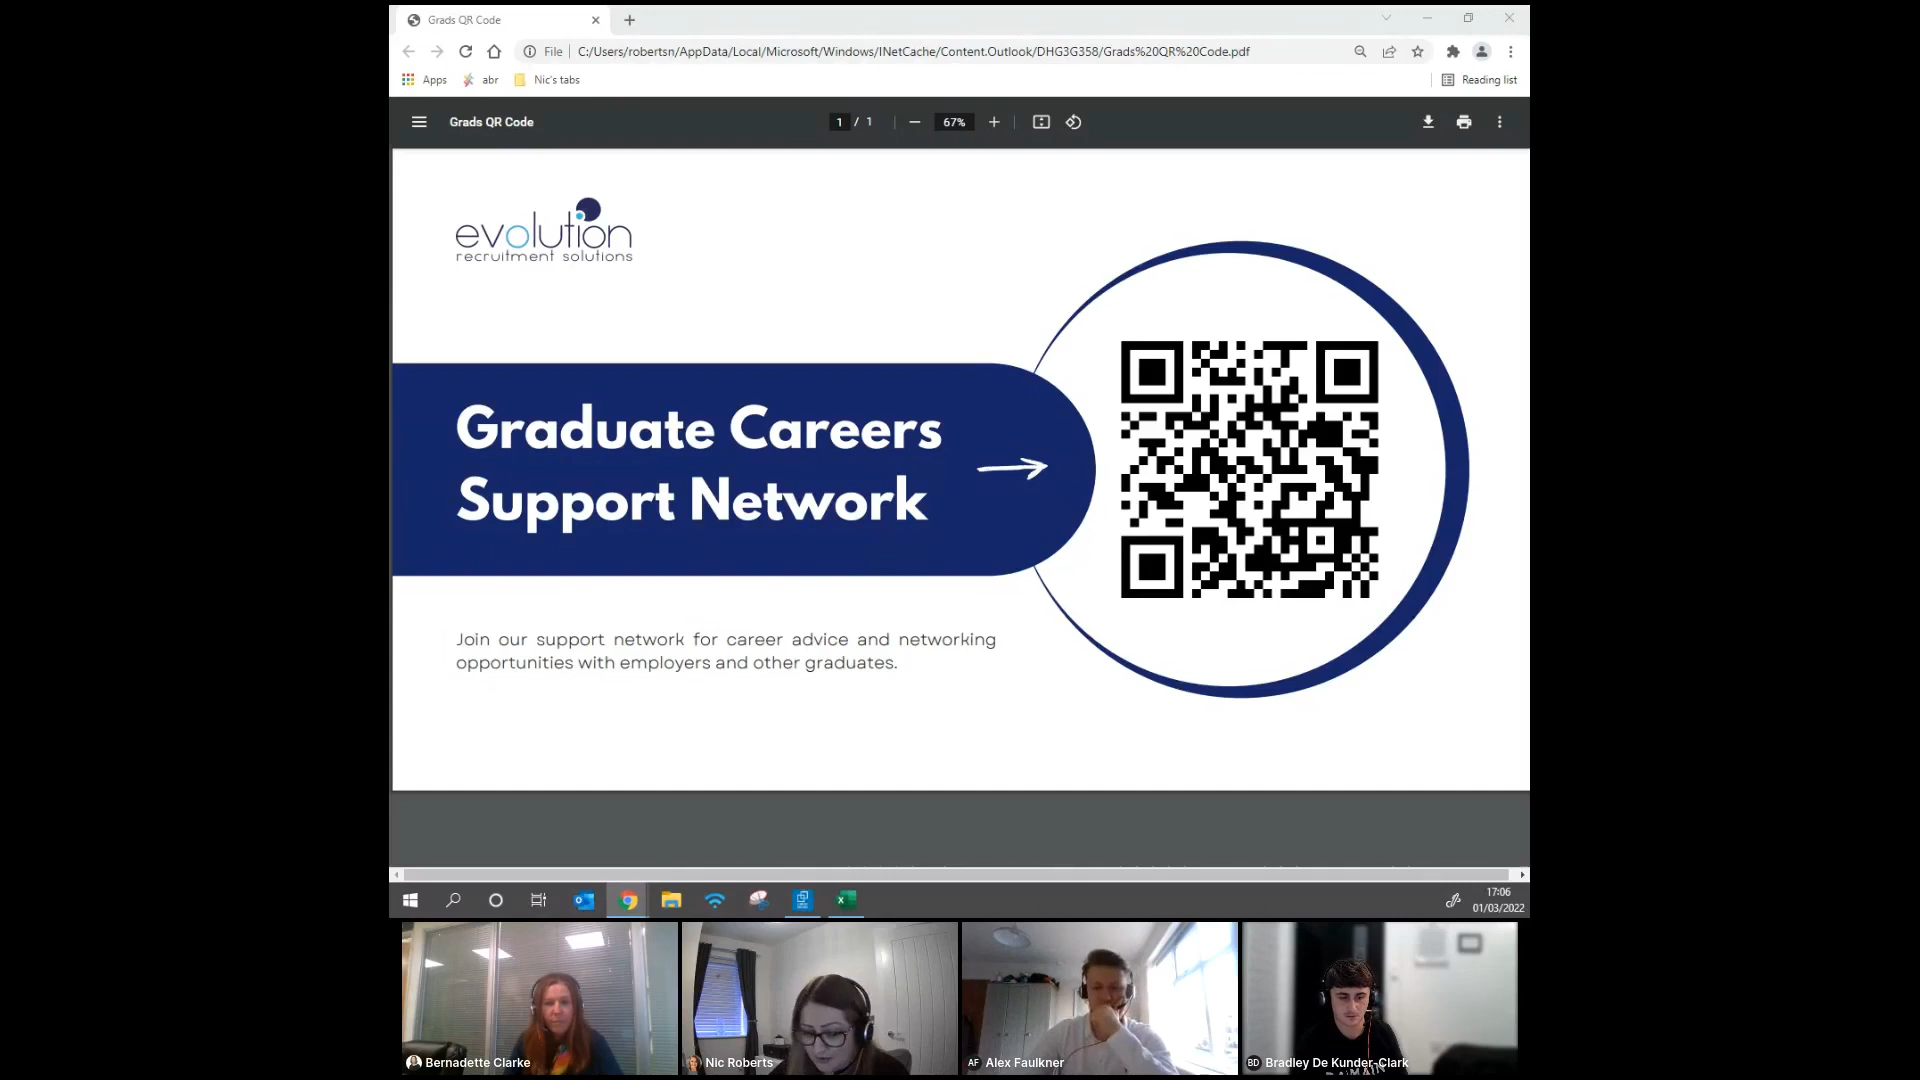 Grads QR Code
File
C:/Users/robertsn/AppData/Local/Microsoft/Windows/INetCache/Content.Outlook/DHG3G358/Grads%20QR%20Code.pdf
Apps
abr
Nic's tabs
Reading list
Grads QR Code
1 / 1
67%
evolution
recruitment solutions
Graduate Careers
Support Network
Join our support network for career advice and networking
opportunities with employers and other graduates.
17:06
01/03/2022
Bernadette Clarke
Nic Roberts
AF Alex Faulkner
BD Bradley De Kunder-Clark